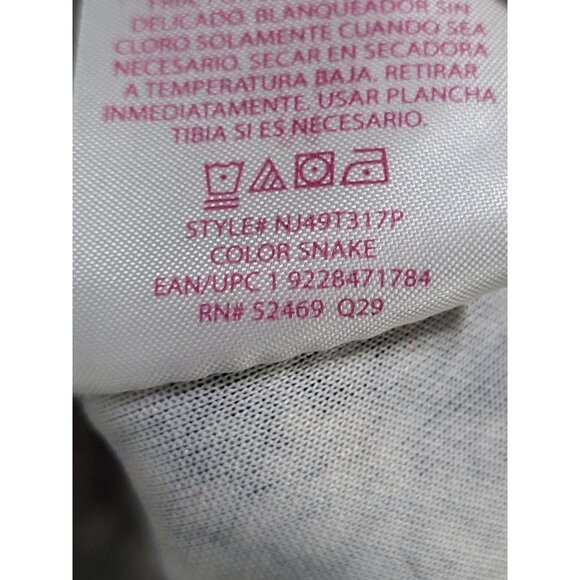 DELICADO. BLANQUEADOR SIN
CLORO SOLAMENTE CUANDO SEA
NECESARIO. SECAR EN SECADORA
A TEMPERATURA BAJA. RETIRAR
INMEDIATAMENTE. USAR PLANCHA
TIBIA SI ES NECESARIO.
STYLE# NJ49T317P
COLOR SNAKE
EAN/UPC 1 9228471784
RN# 52469 Q29